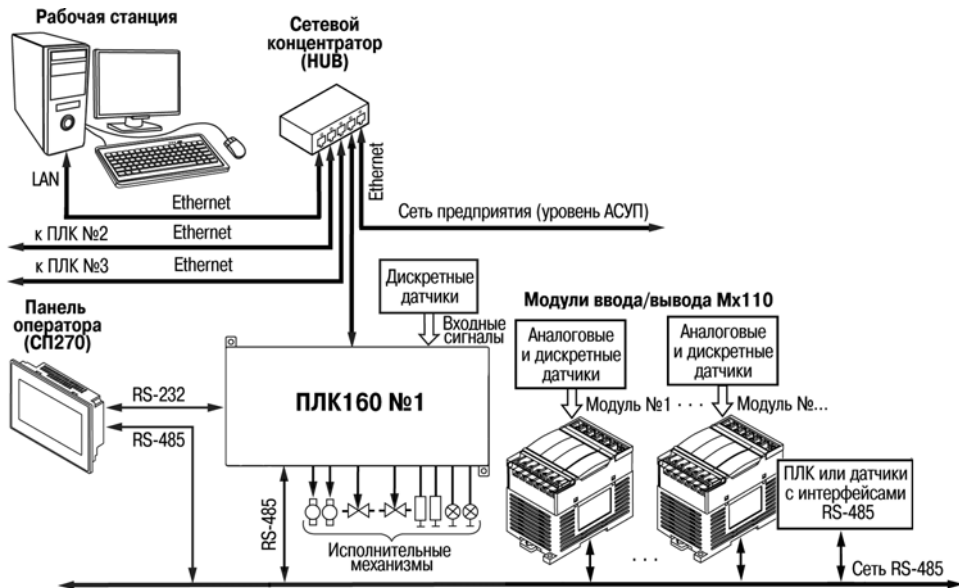 Рабочая станция
Сетевой
концентратор
(HUB)
LAN
Ethernet
Ethernet
Сеть предприятия (уровень АСУП)
к ПЛК №2
Ethernet
к ПЛК №3
Ethernet
Дискретные
датчики
Входные
сигналы
Панель
оператора
(СП270)
RS-232
RS-485
ПЛК160 №1
RS-485
Исполнительные
механизмы
Модули ввода/вывода Мх110
Аналоговые
и дискретные
датчики
Аналоговые
и дискретные
датчики
Модуль №1 · · · Модуль №...
ПЛК или датчики
с интерфейсами
RS-485
. . .
Сеть RS-485